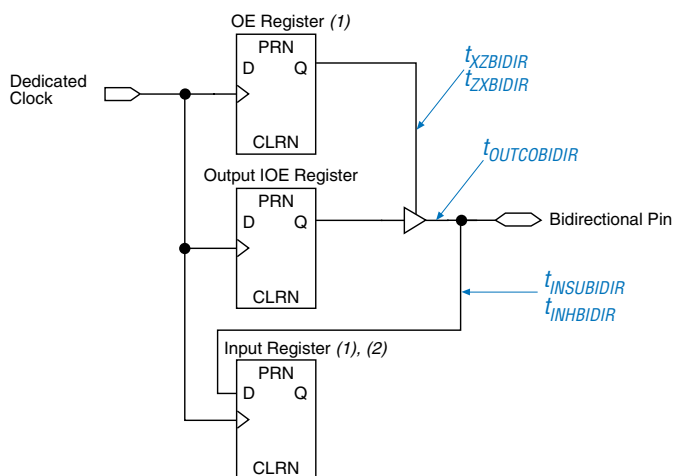 OE Register (1)
PRN
D Q
CLRN
Dedicated
Clock
tXZBIDIR
tZXBIDIR
tOUTCOBIDIR
Output IOE Register
PRN
D Q
CLRN
Bidirectional Pin
tINSUBIDIR
tINHBIDIR
Input Register (1), (2)
PRN
D Q
CLRN